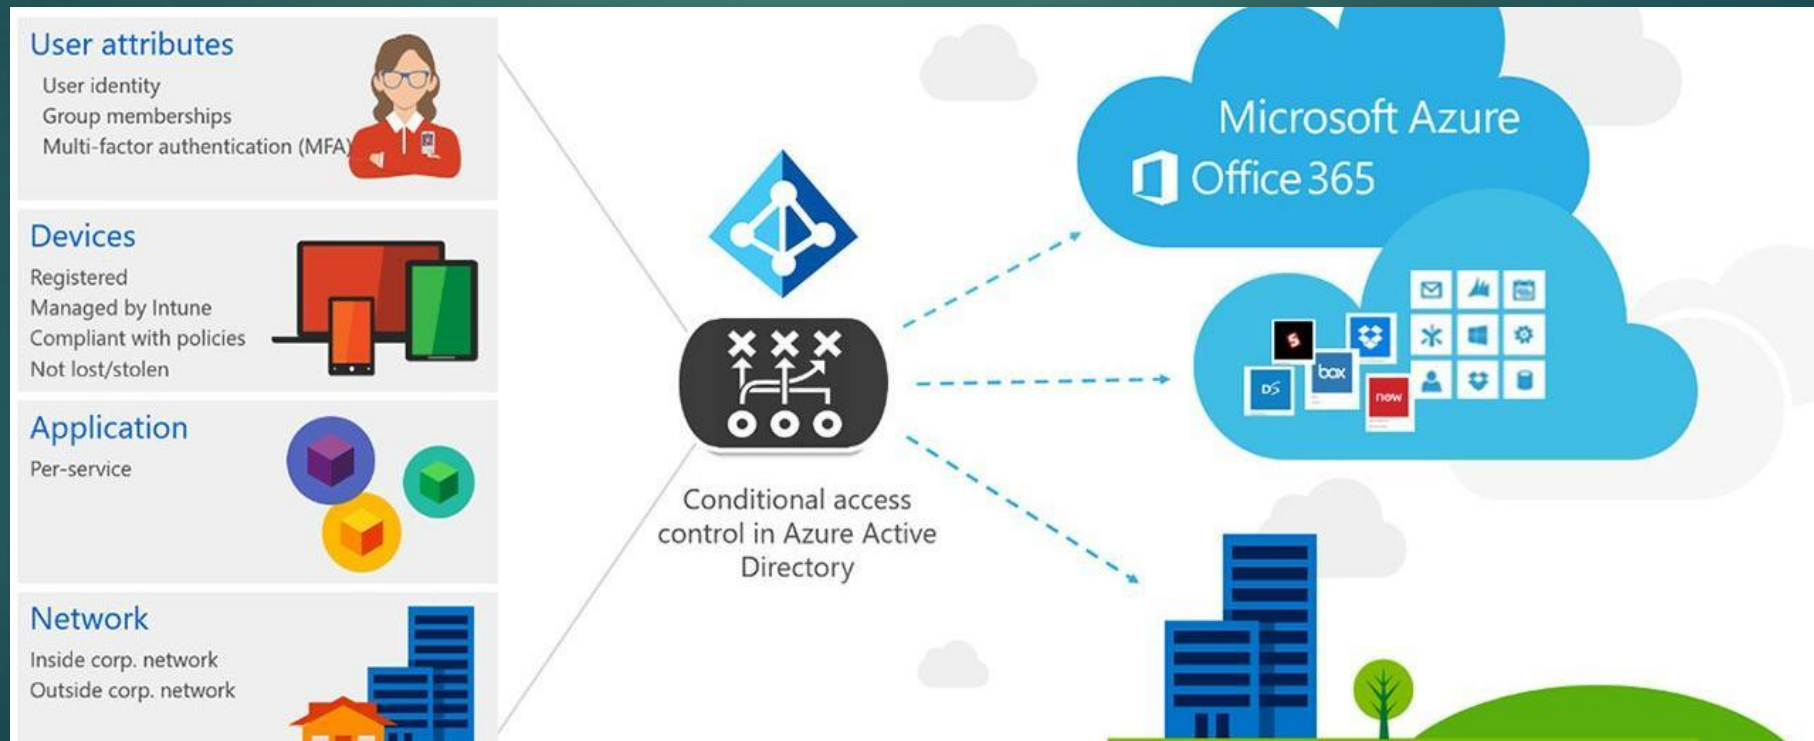 User attributes
User identity
Group memberships
Multi-factor authentication (MFA)
Devices
Registered
Managed by Intune
Compliant with policies
Not lost/stolen
Application
Per-service
Network
Inside corp. network
Outside corp. network
Conditional access
control in Azure Active
Directory
Microsoft Azure
Office 365
S
DS
box
now